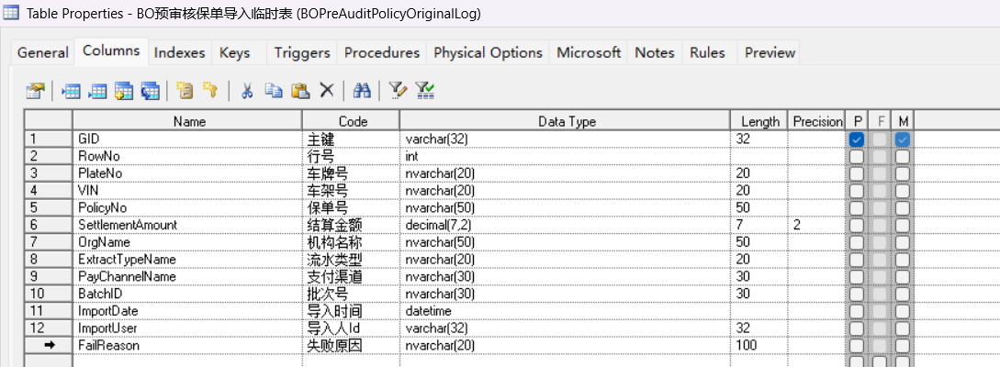 Table Properties - BO预审核保单导入临时表 (BOPreAuditPolicyOriginalLog)
General Columns Indexes Keys Triggers Procedures Physical Options Microsoft Notes Rules Preview
Name Code Data Type Length Precision P F M
1 GID 主键 varchar(32) 32
2 RowNo 行号 int
3 PlateNo 车牌号 nvarchar(20) 20
4 VIN 车架号 nvarchar(20) 20
5 PolicyNo 保单号 nvarchar(50) 50
6 SettlementAmount 结算金额 decimal(7,2) 7 2
7 OrgName 机构名称 nvarchar(50) 50
8 ExtractTypeName 流水类型 nvarchar(20) 20
9 PayChannelName 支付渠道 nvarchar(30) 30
10 BatchID 批次号 nvarchar(30) 30
11 ImportDate 导入时间 datetime
12 ImportUser 导入人Id varchar(32) 32
FailReason 失败原因 nvarchar(20) 100